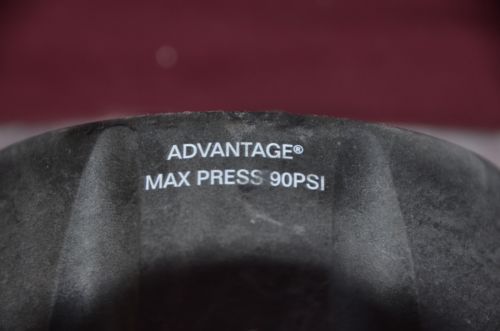 ADVANTAGE®
MAX PRESS 90PSI